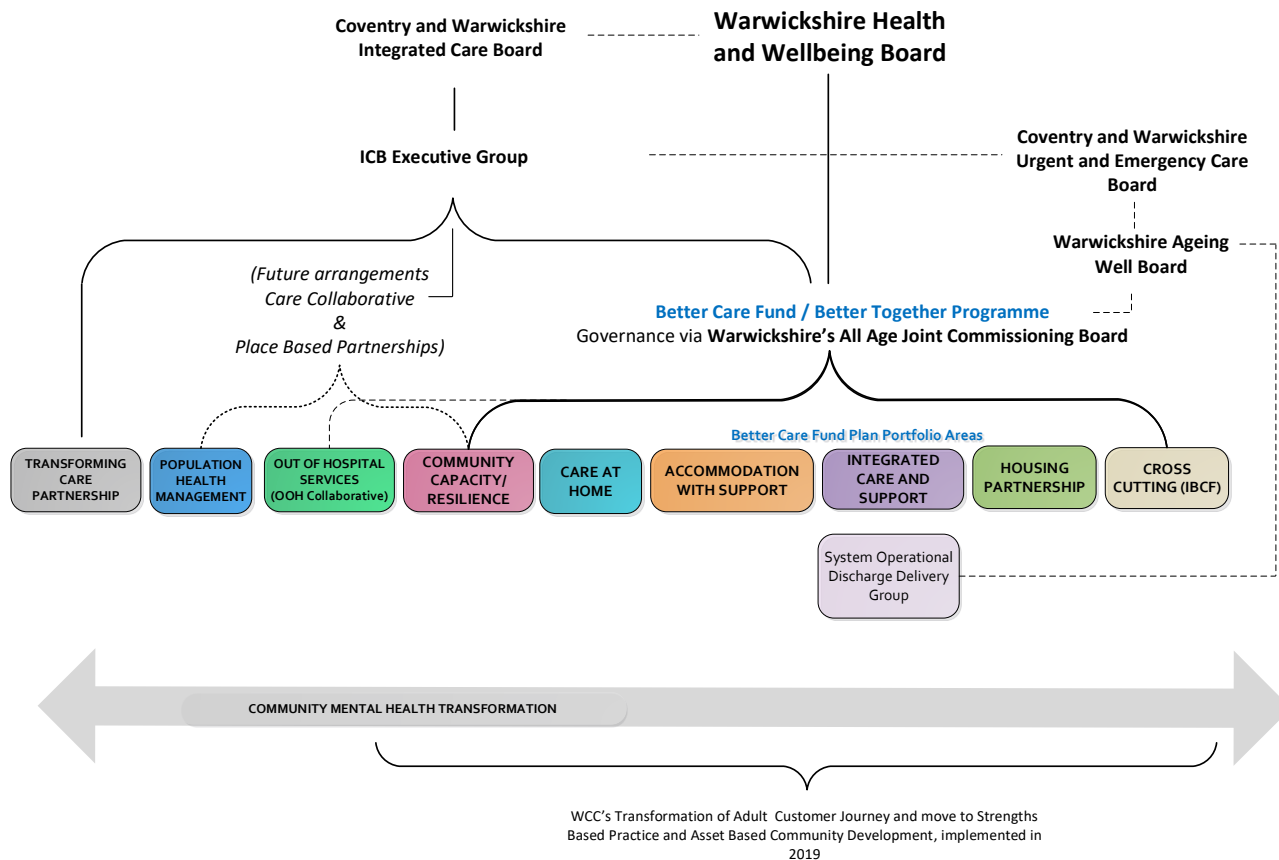 Coventry and Warwickshire
Integrated Care Board
Warwickshire Health
and Wellbeing Board
ICB Executive Group
Coventry and Warwickshire
Urgent and Emergency Care
Board
Warwickshire Ageing
Well Board
(Future arrangements
Care Collaborative
&
Place Based Partnerships)
Better Care Fund / Better Together Programme
Governance via Warwickshire's All Age Joint Commissioning Board
Better Care Fund Plan Portfolio Areas
TRANSFORMING
CARE
PARTNERSHIP
POPULATION
HEALTH
MANAGEMENT
OUT OF HOSPITAL
SERVICES
(OOH Collaborative)
COMMUNITY
CAPACITY/
RESILIENCE
CARE AT
HOME
ACCOMMODATION
WITH SUPPORT
INTEGRATED
CARE AND
SUPPORT
HOUSING
PARTNERSHIP
CROSS
CUTTING (IBCF)
System Operational
Discharge Delivery
Group
COMMUNITY MENTAL HEALTH TRANSFORMATION
WCC's Transformation of Adult Customer Journey and move to Strengths
Based Practice and Asset Based Community Development, implemented in
2019